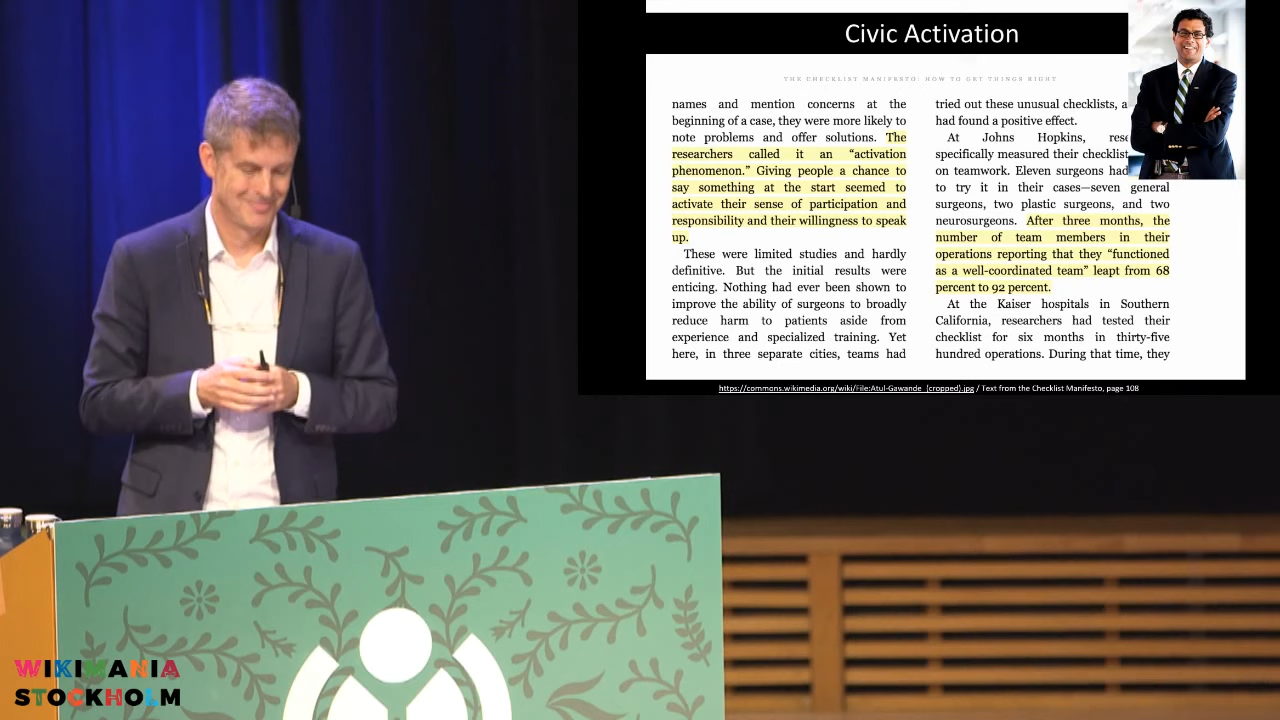 Civic Activation
THE CHECKLIST MANIFESTO: HOW TO GET THINGS RIGHT
names and mention concerns at the
beginning of a case, they were more likely to
note problems and offer solutions. The
researchers called it an “activation
phenomenon.” Giving people a chance to
say something at the start seemed to
activate their sense of participation and
responsibility and their willingness to speak
up.
These were limited studies and hardly
definitive. But the initial results were
enticing. Nothing had ever been shown to
improve the ability of surgeons to broadly
reduce harm to patients aside from
experience and specialized training. Yet
here, in three separate cities, teams had
tried out these unusual checklists, a
had found a positive effect.
At Johns Hopkins, rese
specifically measured their checklist
on teamwork. Eleven surgeons had
to try it in their cases—seven general
surgeons, two plastic surgeons, and two
neurosurgeons. After three months, the
number of team members in their
operations reporting that they “functioned
as a well-coordinated team” leapt from 68
percent to 92 percent.
At the Kaiser hospitals in Southern
California, researchers had tested their
checklist for six months in thirty-five
hundred operations. During that time, they
https://commons.wikimedia.org/wiki/File:Atul-Gawande_(cropped).jpg / Text from the Checklist Manifesto, page 108
WIKIMANIA
STOCKHOLM